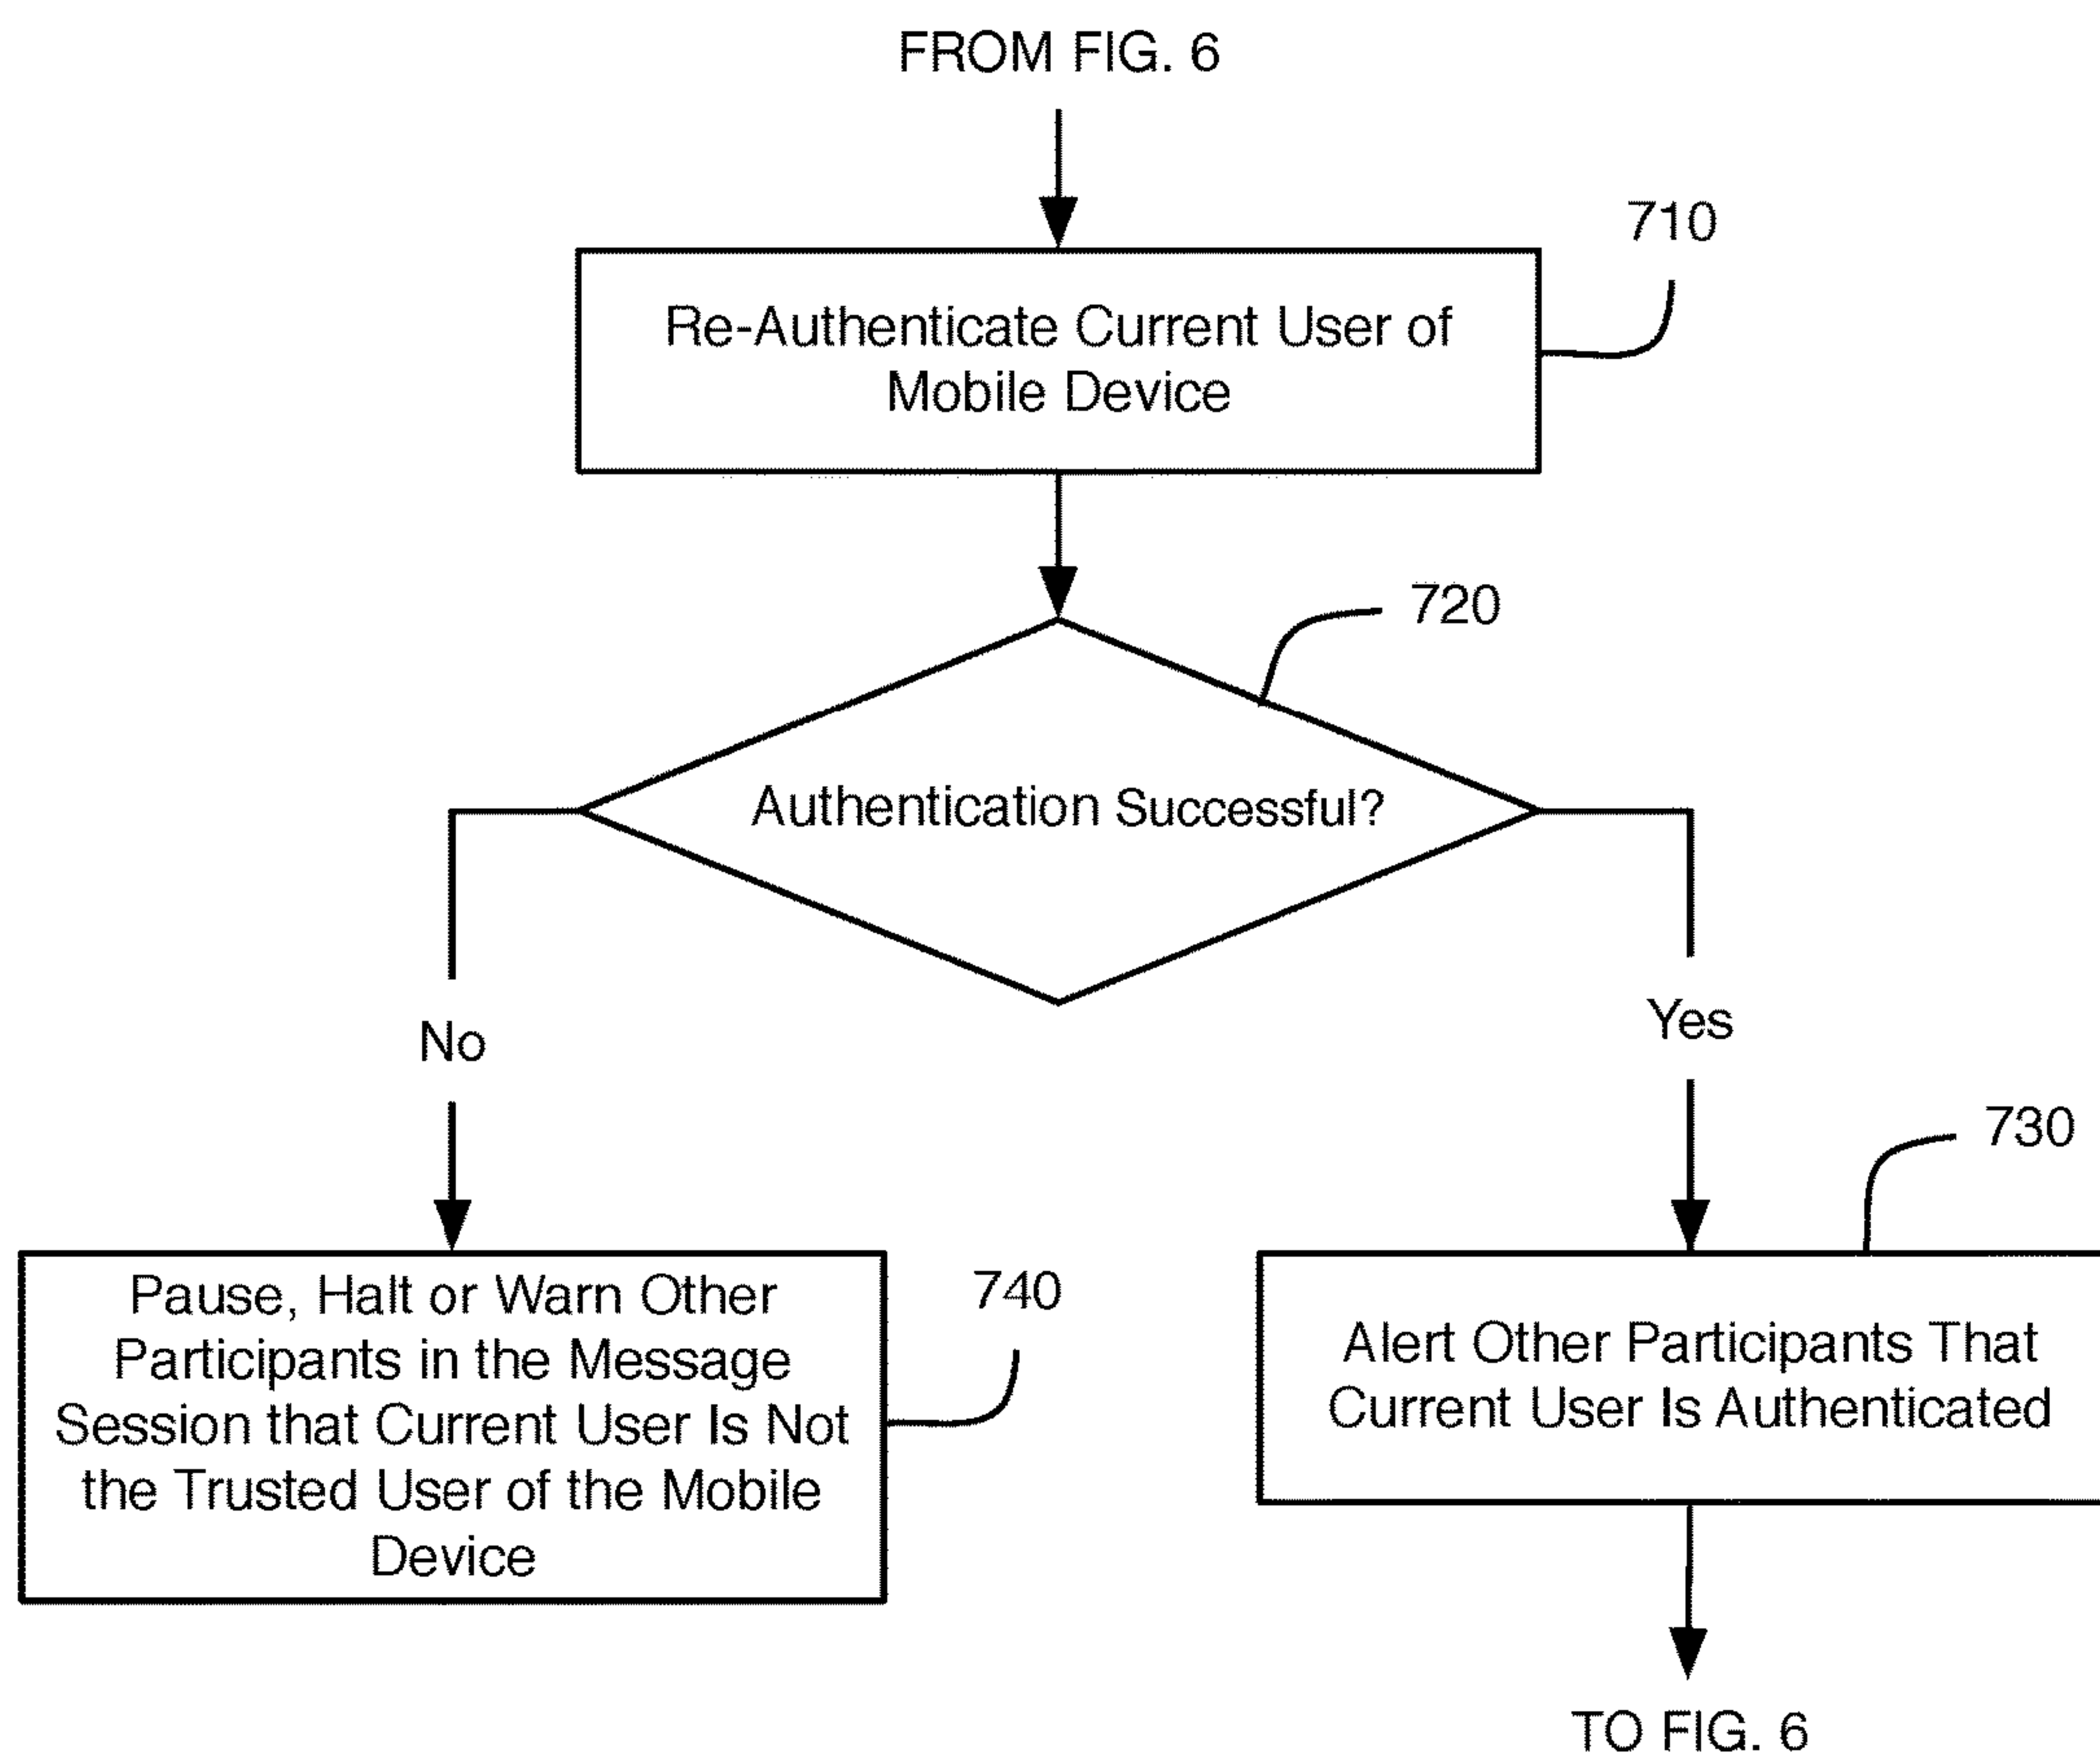 FROM FIG. 6
710
Re-Authenticate Current User of
Mobile Device
720
Authentication Successful?
No
Yes
730
740
Pause, Halt or Warn Other
Participants in the Message
Session that Current User Is Not
the Trusted User of the Mobile
Device
Alert Other Participants That
Current User Is Authenticated
TO FIG. 6